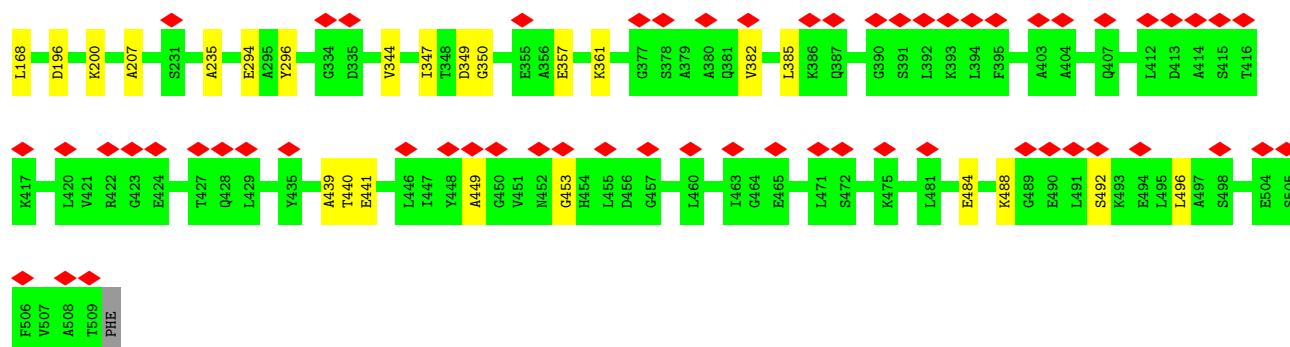 L168 D196 K200 A207 S231 A235 E294 A295 Y296 G334 D335 V344 I347 T348 D349 G350 E355 A356 E357 K361 G377 S378 A379 A380 Q381 V382 L385 K386 Q387 G390 S391 L392 K393 L394 F395 A403 A404 Q407 L412 D413 A414 S415 T416
K417 L420 V421 R422 G423 E424 T427 Q428 L429 Y435 A439 T440 E441 L446 I447 Y448 A449 G450 V451 N452 G453 H454 L455 D456 G457 L460 I463 G464 E465 L471 S472 K475 L481 E484 K488 G489 E490 L491 S492 K493 E494 L495 L496 A497 S498 E504 S505
F506 V507 A508 T509 PHE